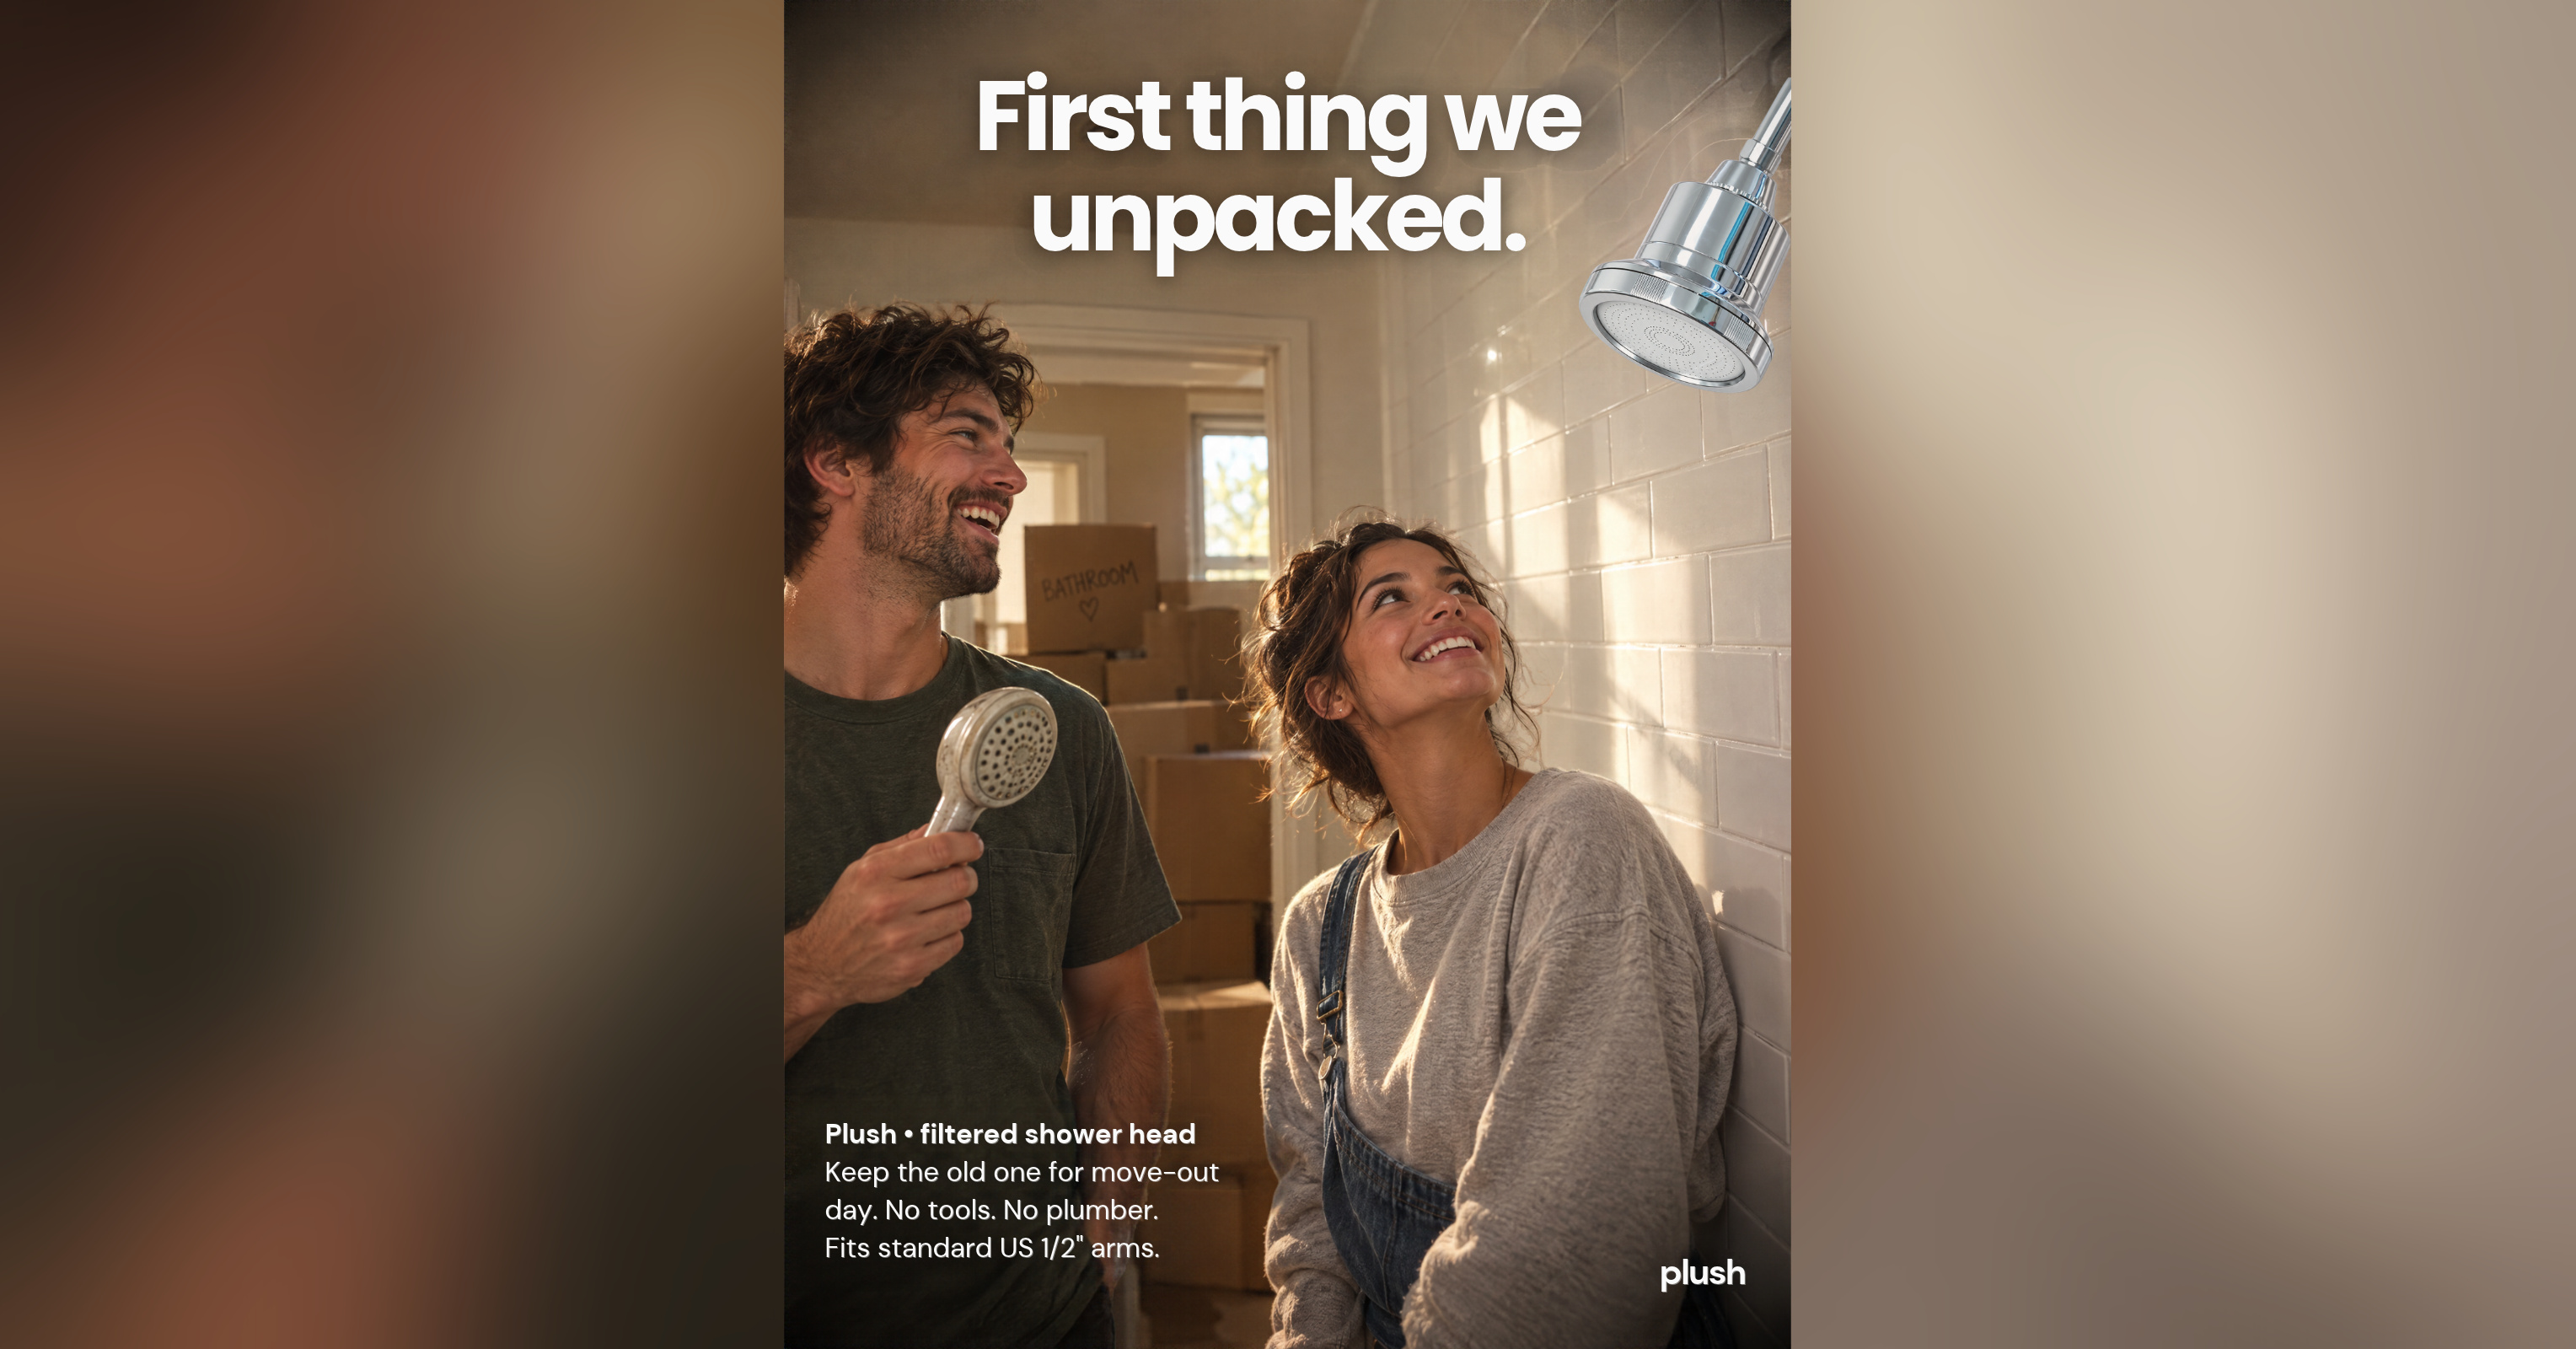 First thing we
unpacked.
BATHROOM
Plush • filtered shower head
Keep the old one for move-out
day. No tools. No plumber.
Fits standard US 1/2" arms.
plush